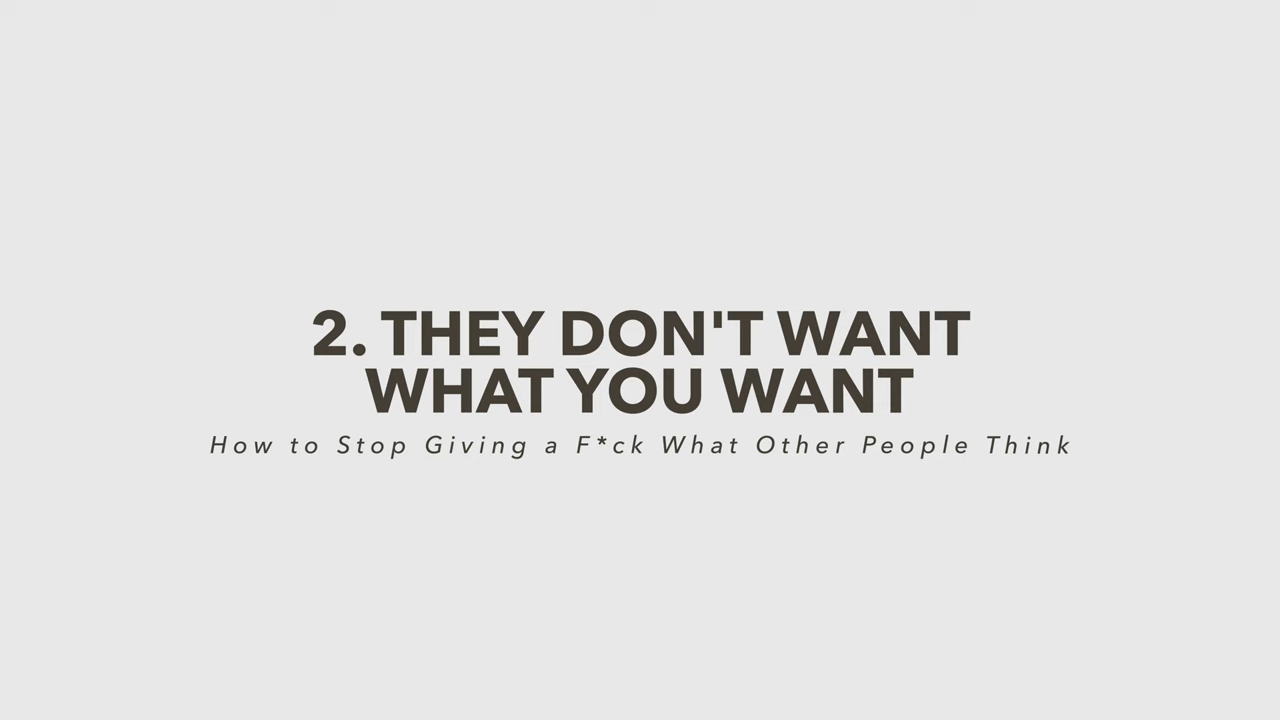 2. THEY DON'T WANT
WHAT YOU WANT
How to Stop Giving a F*ck What Other People Think